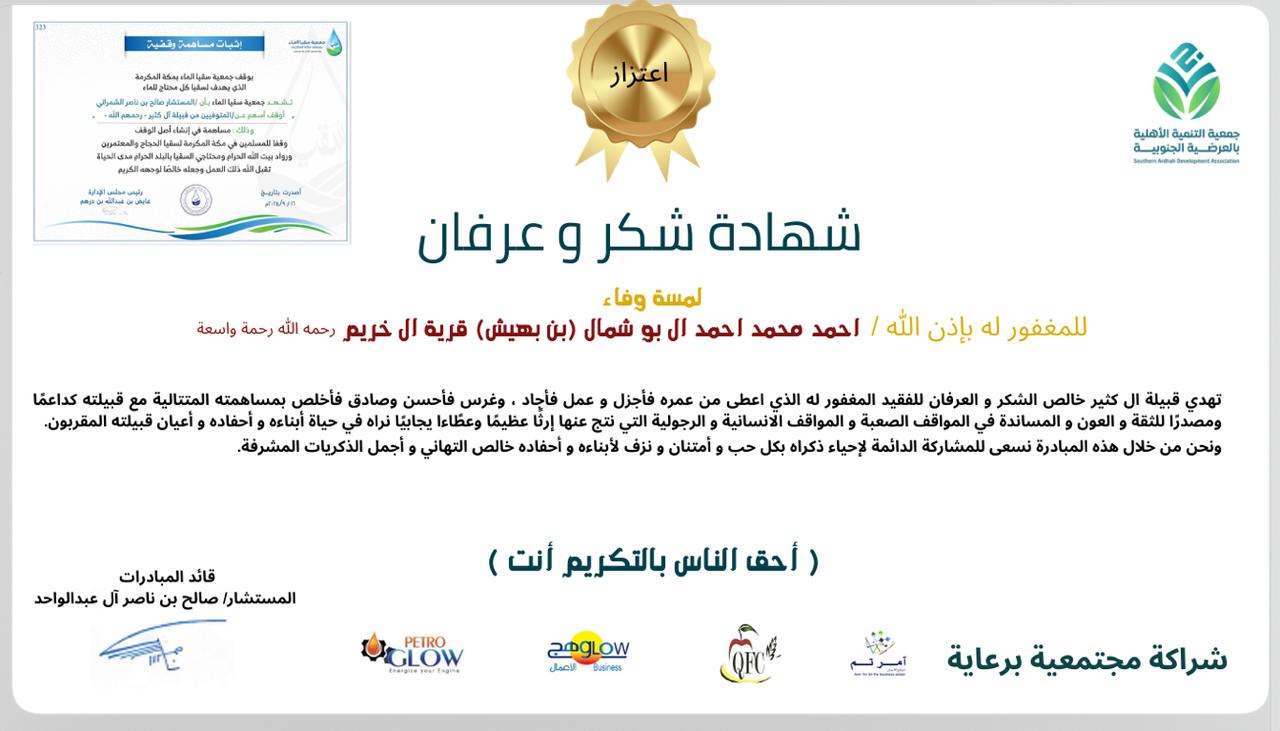 323
إثبات مساهمة وقفية
جمعية سقيا الماء
بوقف جمعية سقيا الماء بمكة المكرمة
الذي يهدف لسقيا كل محتاج للماء
تشهد جمعية سقيا الماء بأن /المستشار صالح بن ناصر الشمراني
أوقف أسهم عن/المتوفيين من قبيلة آل كثير - رحمهم الله -
وذلك : مساهمة في إنشاء أصل الوقف
وقفا للمسلمين في مكة المكرمة لسقيا الحجاج والمعتمرين
ورواد بيت الله الحرام ومحتاجي السقيا بالبلد الحرام مدى الحياة
تقبل الله ذلك العمل وجعله خالصًا لوجهه الكريم
أصدرت بتاريخ
رئيس مجلس الإدارة
عايض بن عبدالله بن درهم
اعتزاز
جمعية التنمية الأهلية
بالعرضية الجنوبية
Southern Ardhah Development Association
شهادة شكر و عرفان
لمسة وفاء
للمغفور له بإذن الله / احمد محمد احمد ال بو شمال (بن بهيش) قرية ال خريم رحمه الله رحمة واسعة
تهدي قبيلة ال كثير خالص الشكر و العرفان للفقيد المغفور له الذي اعطى من عمره فأجزل و عمل فأجاد ، وغرس فأحسن وصادق فأخلص بمساهمته المتتالية مع قبيلته كداعمًا
ومصدرًا للثقة و العون و المساندة في المواقف الصعبة و المواقف الانسانية و الرجولية التي نتج عنها إرثًا عظيمًا وعطًاءا يجابيًا نراه في حياة أبناءه و أحفاده و أعيان قبيلته المقربون.
ونحن من خلال هذه المبادرة نسعى للمشاركة الدائمة لإحياء ذكراه بكل حب و أمتنان و نزف لأبناءه و أحفاده خالص التهاني و أجمل الذكريات المشرفة.
( أحق الناس بالتكريم أنت )
قائد المبادرات
المستشار/ صالح بن ناصر آل عبدالواحد
شراكة مجتمعية برعاية
آمر تم
QFC
هج GLOW
الأعمال Business
PETRO
GLOW
Energize your Engine